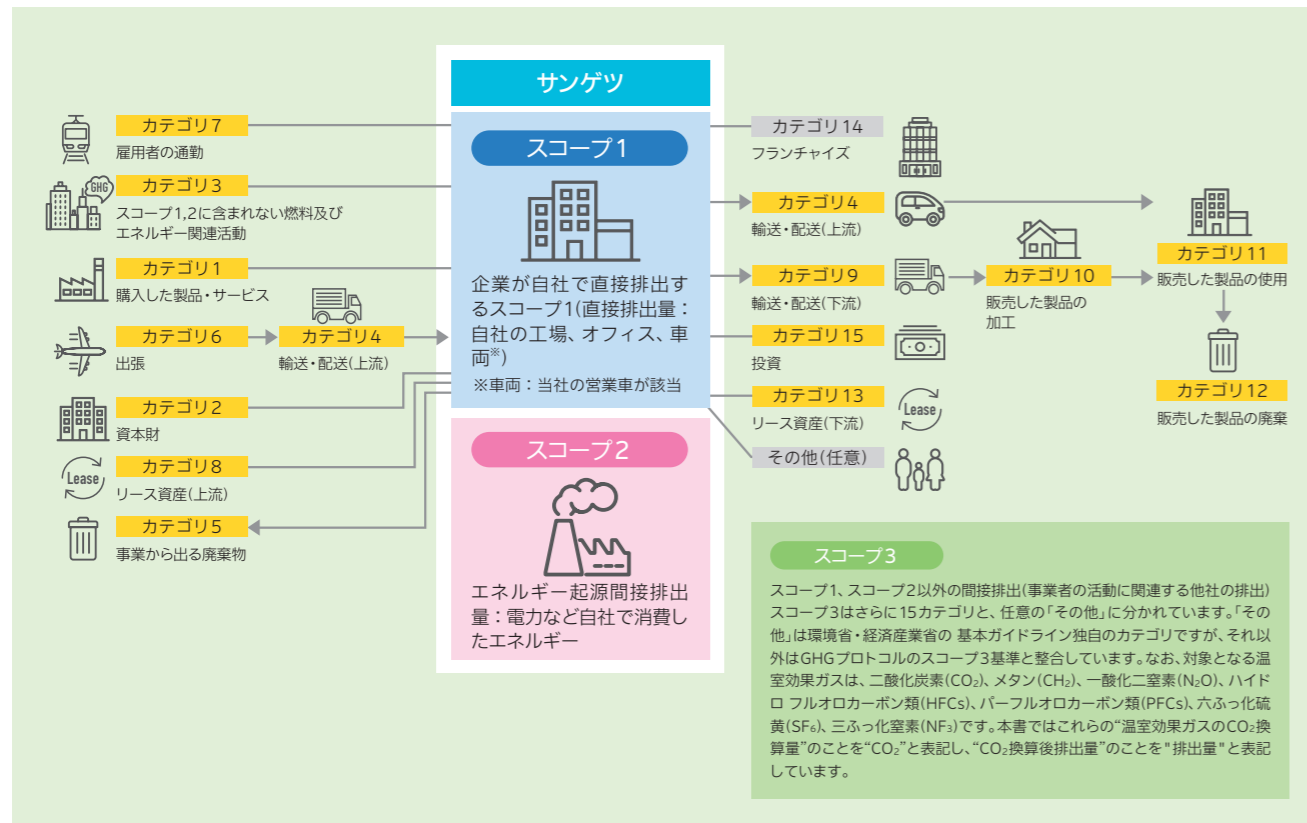 サンゲツ
カテゴリ7
雇用者の通勤
GHG
カテゴリ3
スコープ1,2に含まれない燃料及び
エネルギー関連活動
カテゴリ1
購入した製品・サービス
カテゴリ6
出張
カテゴリ4
輸送・配送(上流)
カテゴリ2
資本財
Lease
カテゴリ8
リース資産(上流)
カテゴリ5
事業から出る廃棄物
スコープ1
企業が自社で直接排出す
るスコープ1(直接排出量：
自社の工場、オフィス、車
両※)
※車両：当社の営業車が該当
スコープ2
エネルギー起源間接排出
量：電力など自社で消費し
たエネルギー
カテゴリ14
フランチャイズ
カテゴリ4
輸送・配送(上流)
カテゴリ9
輸送・配送(下流)
カテゴリ10
販売した製品の
加工
カテゴリ11
販売した製品の使用
カテゴリ12
販売した製品の廃棄
カテゴリ15
投資
カテゴリ13
リース資産(下流)
Lease
その他(任意)
スコープ3
スコープ1、スコープ2以外の間接排出(事業者の活動に関連する他社の排出)
スコープ3はさらに15カテゴリと、任意の「その他」に分かれています。「その
他」は環境省・経済産業省の 基本ガイドライン独自のカテゴリですが、それ以
外はGHGプロトコルのスコープ3基準と整合しています。なお、対象となる温
室効果ガスは、二酸化炭素(CO₂)、メタン(CH₂)、一酸化二窒素(N₂O)、ハイド
ロ フルオロカーボン類(HFCs)、パーフルオロカーボン類(PFCs)、六ふっ化硫
黄(SF₆)、三ふっ化窒素(NF₃)です。本書ではこれらの“温室効果ガスのCO₂換
算量”のことを“CO₂”と表記し、“CO₂換算後排出量”のことを"排出量"と表記
しています。